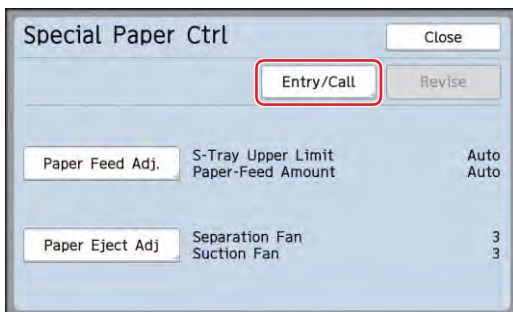 Special Paper Ctrl
Close
Entry/Call
Revise
Paper Feed Adj.
S-Tray Upper Limit Auto
Paper-Feed Amount Auto
Paper Eject Adj
Separation Fan 3
Suction Fan 3